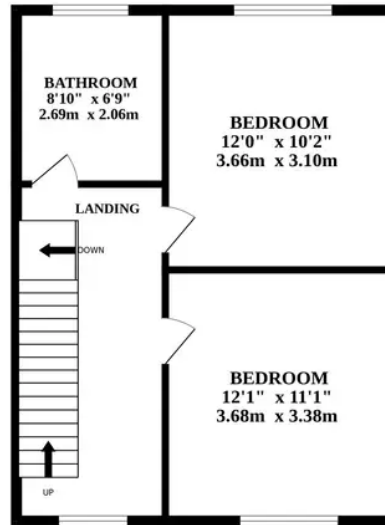 BATHROOM
8'10" x 6'9"
2.69m x 2.06m
BEDROOM
12'0" x 10'2"
3.66m x 3.10m
LANDING
DOWN
BEDROOM
12'1" x 11'1"
3.68m x 3.38m
UP